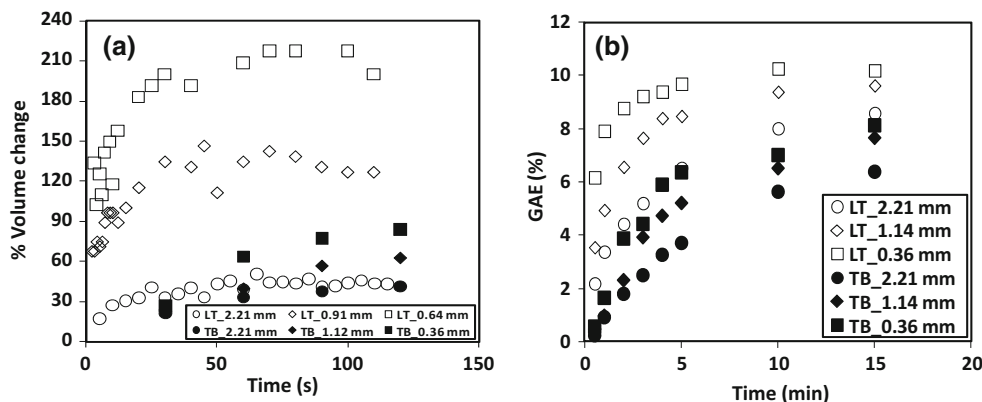 (a)
% Volume change
240
210
180
150
120
90
60
30
0
0
50
100
150
Time (s)
LT_2.21 mm
LT_0.91 mm
LT_0.64 mm
TB_2.21 mm
TB_1.12 mm
TB_0.36 mm
(b)
GAE (%)
12
10
8
6
4
2
0
0
5
10
15
20
Time (min)
LT_2.21 mm
LT_1.14 mm
LT_0.36 mm
TB_2.21 mm
TB_1.14 mm
TB_0.36 mm